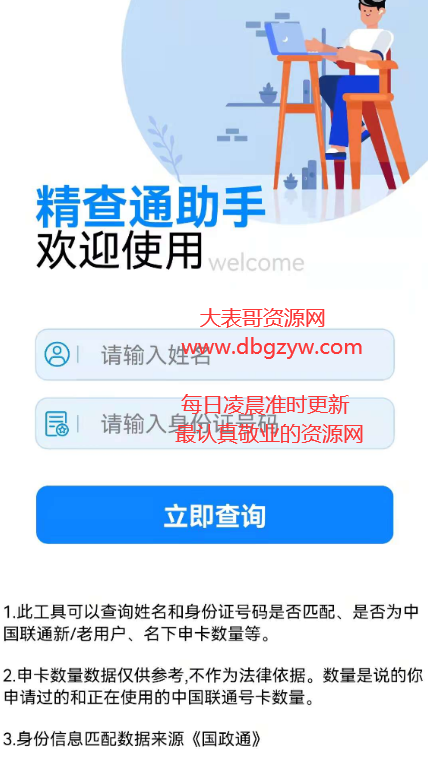 精查通助手
欢迎使用 welcome
大表哥资源网
www.dbgzyw.com
请输入姓名
每日凌晨准时更新
请输入身份证号码
最认真敬业的资源网
立即查询
1.此工具可以查询姓名和身份证号码是否匹配、是否为中
国联通新/老用户、名下申卡数量等。
2.申卡数量数据仅供参考,不作为法律依据。数量是说的你
申请过的和正在使用的中国联通号卡数量。
3.身份信息匹配数据来源《国政通》